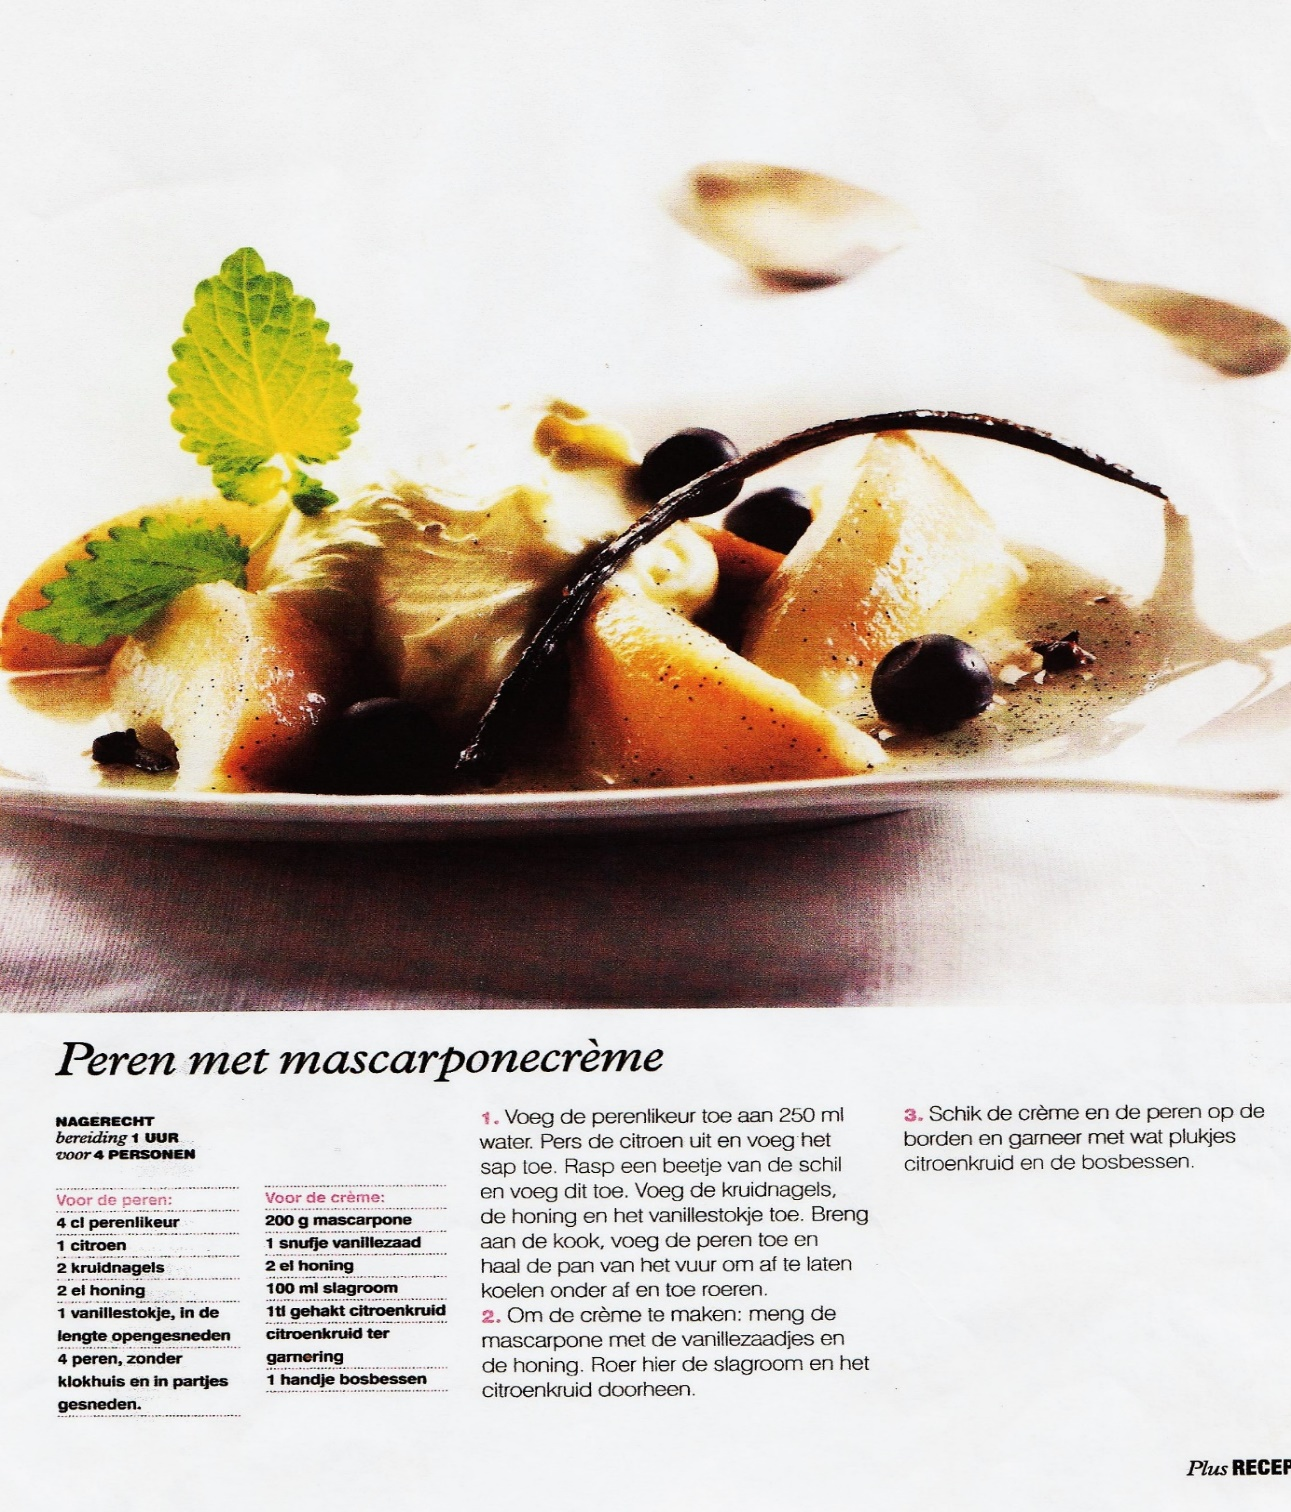 Peren met mascarponecrème
NAGERECHT
bereiding 1 UUR
voor 4 PERSONEN
Voor de peren:
4 cl perenlikeur
1 citroen
2 kruidnagels
2 el honing
1 vanillestokje, in de
lengte opengesneden
4 peren, zonder
klokhuis en in partjes
gesneden.
Voor de crème:
200 g mascarpone
1 snufje vanillezaad
2 el honing
100 ml slagroom
1tl gehakt citroenkruid
citroenkruid ter
garnering
1 handje bosbessen
1. Voeg de perenlikeur toe aan 250 ml
water. Pers de citroen uit en voeg het
sap toe. Rasp een beetje van de schil
en voeg dit toe. Voeg de kruidnagels,
de honing en het vanillestokje toe. Breng
aan de kook, voeg de peren toe en
haal de pan van het vuur om af te laten
koelen onder af en toe roeren.
2. Om de crème te maken: meng de
mascarpone met de vanillezaadjes en
de honing. Roer hier de slagroom en het
citroenkruid doorheen.
3. Schik de crème en de peren op de
borden en garneer met wat plukjes
citroenkruid en de bosbessen.
Plus RECEP